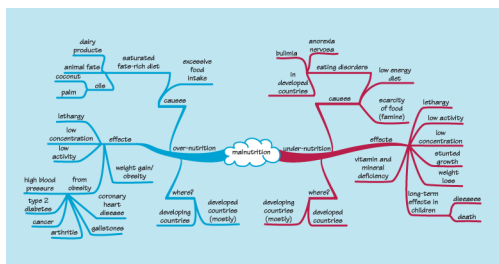 dairy
products
animal fats
coconut
palm
oils
saturated
fate-rich diet
excessive
food
intake
causes
over-nutrition
effects
lethargy
low
concentration
low
activity
weight gain/
obesity
from
obesity
high blood
pressure
type 2
diabetes
cancer
arthritis
gallstones
coronary
heart
disease
where?
developing
countries
developed
countries
(mostly)
malnutrition
under-nutrition
causes
eating disorders
bulimia
anorexia
nervosa
in
developed
countries
low energy
diet
scarcity
of food
(famine)
effects
lethargy
low activity
low
concentration
stunted
growth
weight
loss
vitamin and
mineral
deficiency
long-term
effects in
children
diseases
death
where?
developing
countries
(mostly)
developed
countries